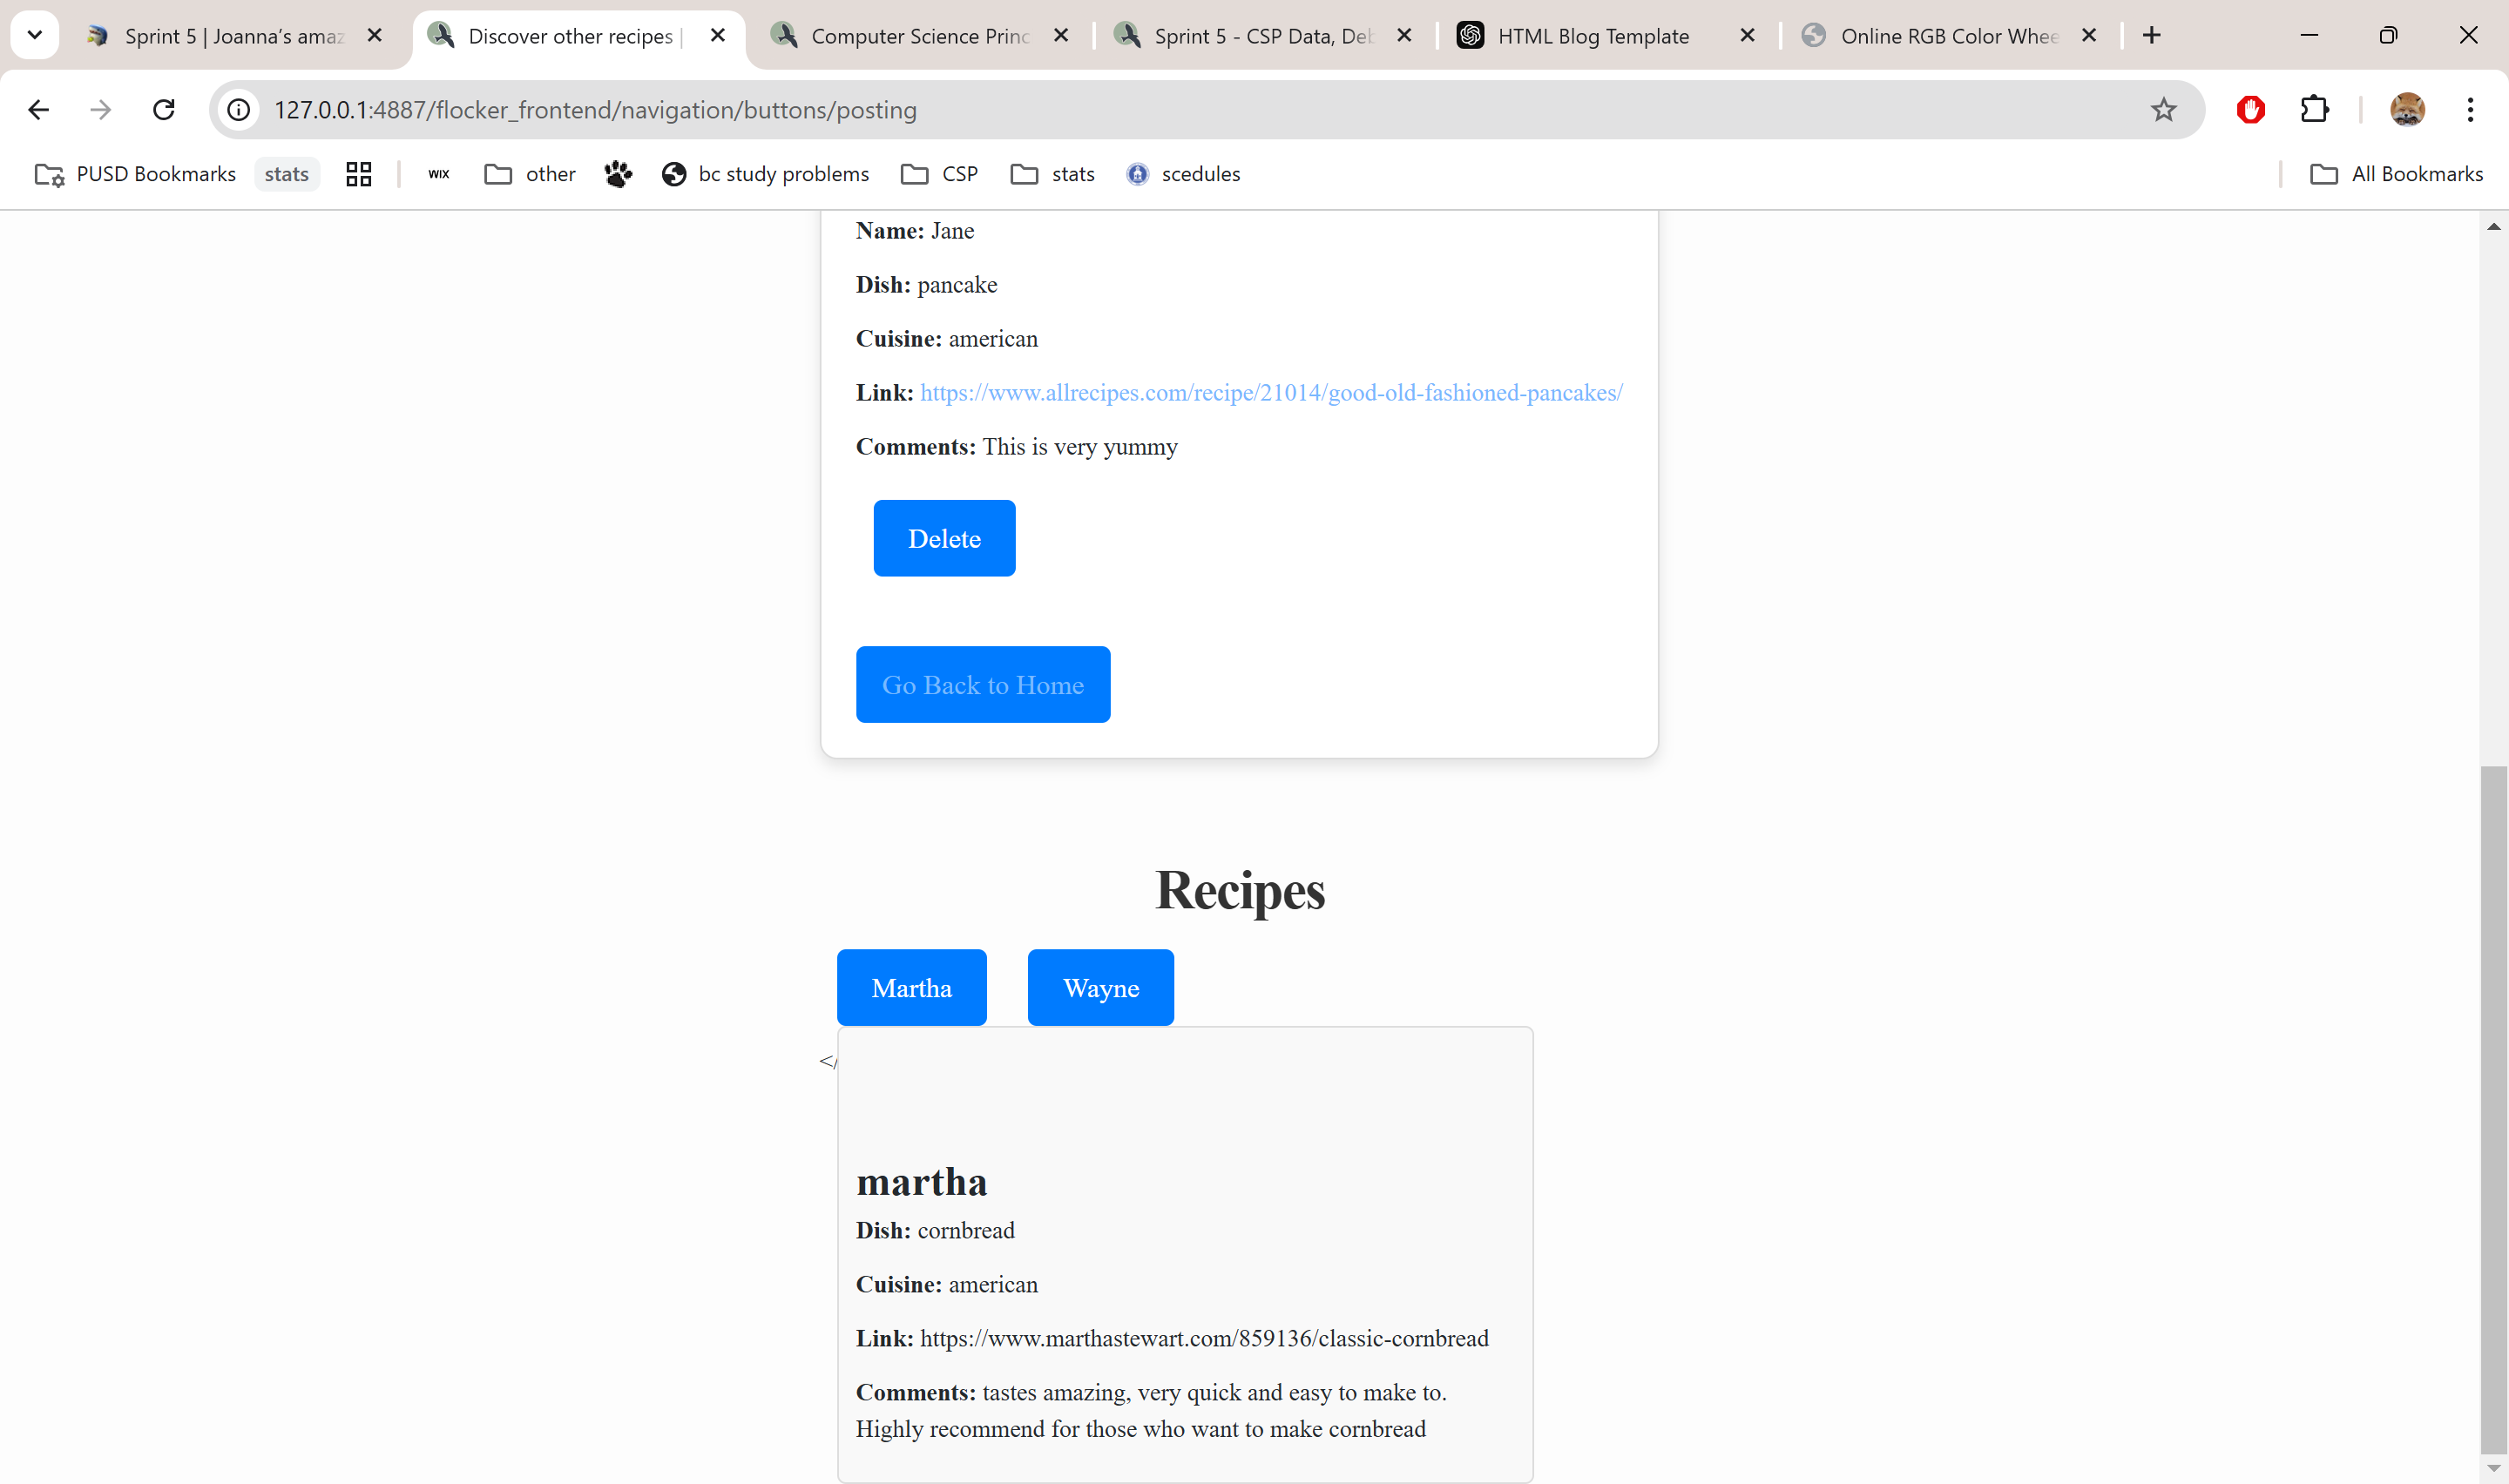 Sprint 5 | Joanna's amaz
Discover other recipes |
Computer Science Princ
Sprint 5 - CSP Data, Deb
HTML Blog Template
Online RGB Color Whee
127.0.0.1:4887/flocker_frontend/navigation/buttons/posting
PUSD Bookmarks
stats
WIX
other
bc study problems
CSP
stats
scedules
All Bookmarks
Name: Jane
Dish: pancake
Cuisine: american
Link: https://www.allrecipes.com/recipe/21014/good-old-fashioned-pancakes/
Comments: This is very yummy
Delete
Go Back to Home
Recipes
Martha
Wayne
</
martha
Dish: cornbread
Cuisine: american
Link: https://www.marthastewart.com/859136/classic-cornbread
Comments: tastes amazing, very quick and easy to make to.
Highly recommend for those who want to make cornbread